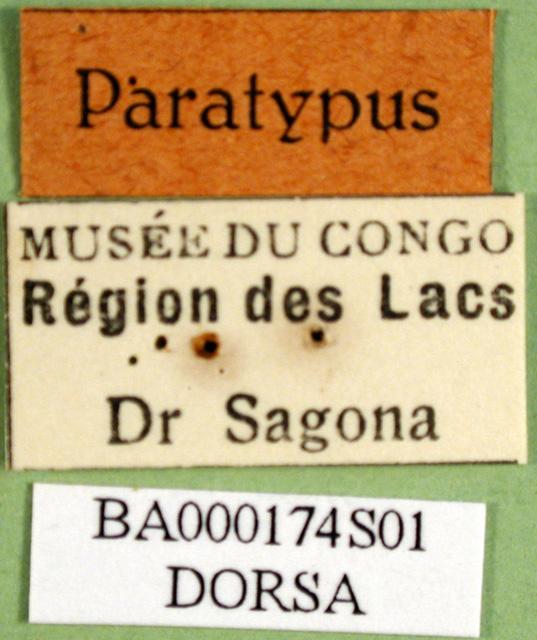 Paratypus
MUSÉE DU CONGO
Région des Lacs
Dr Sagona
BA000174S01
DORSA